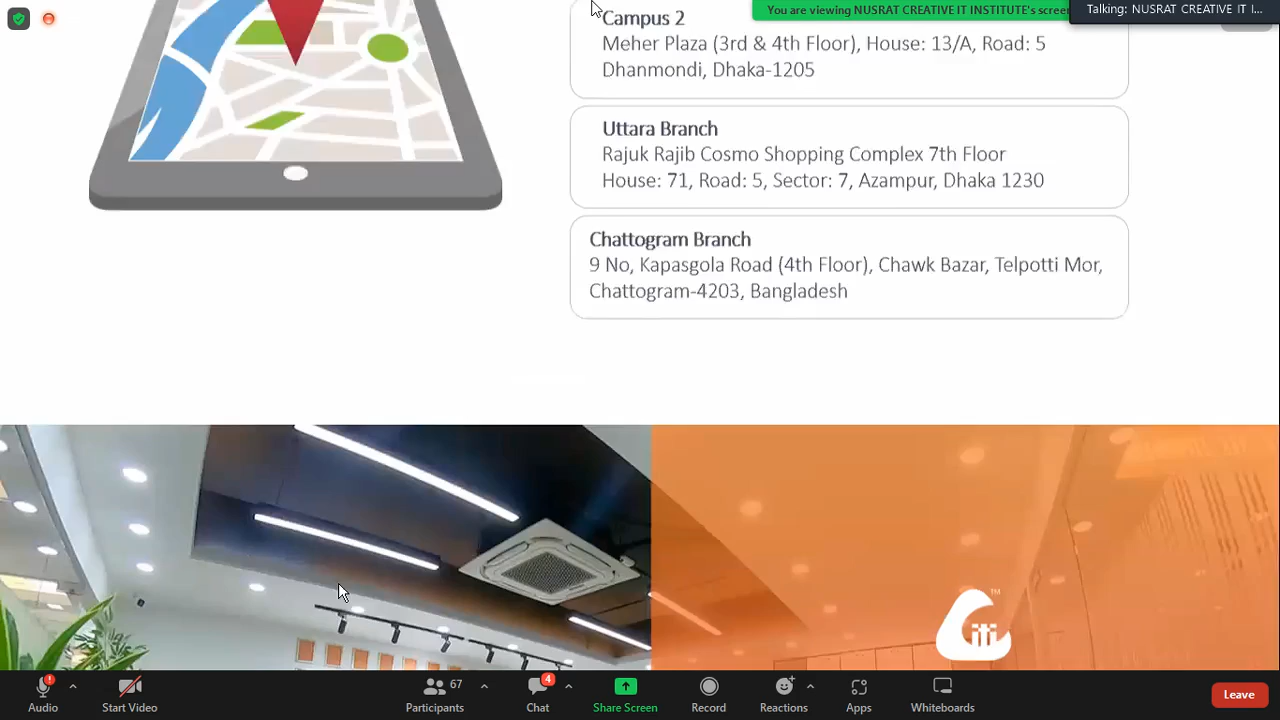 You are viewing NUSRAT CREATIVE IT INSTITUTE's screen
Talking: NUSRAT CREATIVE IT I...
Campus 2
Meher Plaza (3rd & 4th Floor), House: 13/A, Road: 5
Dhanmondi, Dhaka-1205
Uttara Branch
Rajuk Rajib Cosmo Shopping Complex 7th Floor
House: 71, Road: 5, Sector: 7, Azampur, Dhaka 1230
Chattogram Branch
9 No, Kapasgola Road (4th Floor), Chawk Bazar, Telpotti Mor,
Chattogram-4203, Bangladesh
iti
TM
67
4
Audio
Start Video
Participants
Chat
Share Screen
Record
Reactions
Apps
Whiteboards
Leave